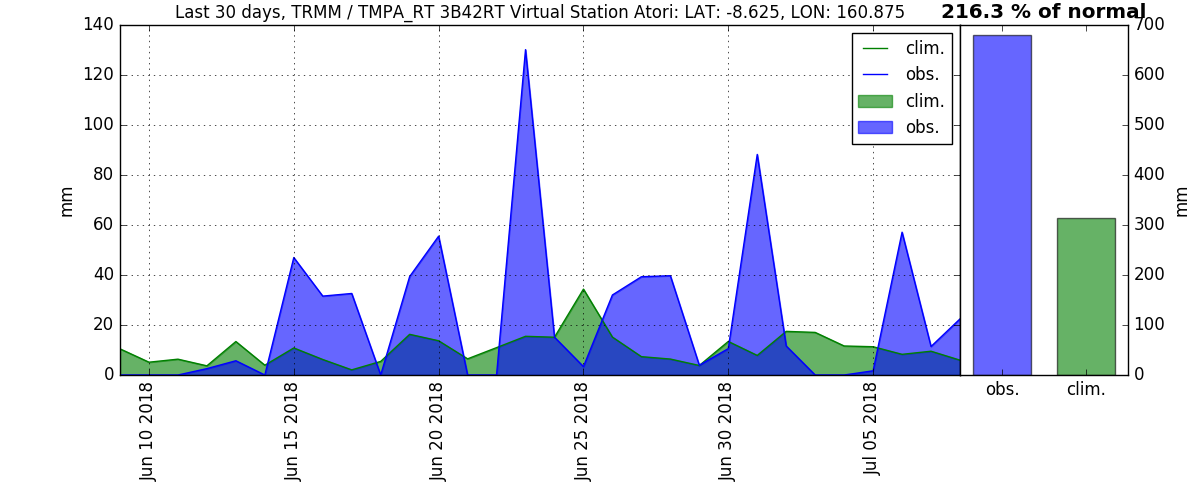 Last 30 days, TRMM / TMPA_RT 3B42RT Virtual Station Atori: LAT: -8.625, LON: 160.875
216.3 % of normal
mm
140
120
100
80
60
40
20
0
clim.
obs.
clim.
obs.
Jun 10 2018
Jun 15 2018
Jun 20 2018
Jun 25 2018
Jun 30 2018
Jul 05 2018
700
600
500
400
300
200
100
0
mm
obs.
clim.